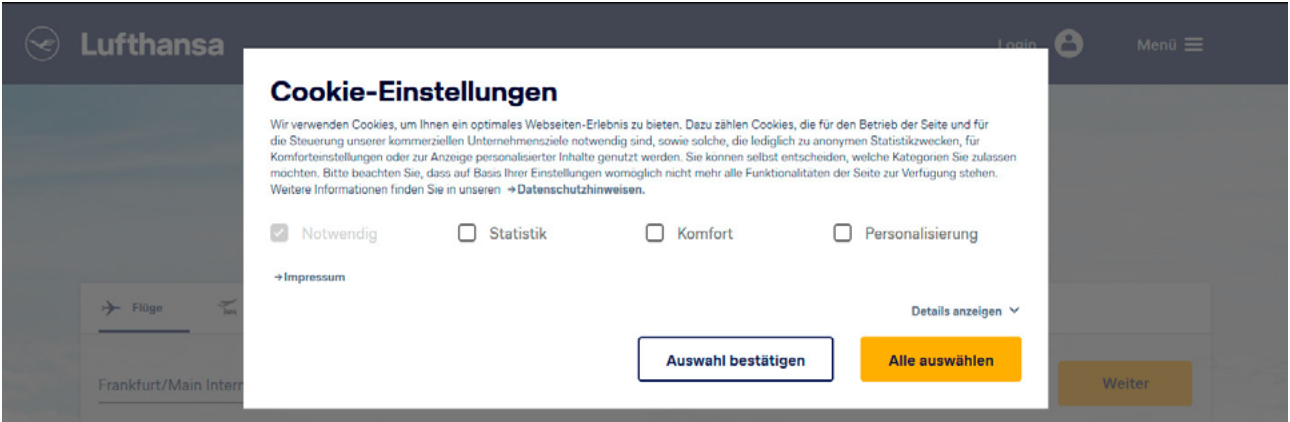 Lufthansa
Login
Menü
Cookie-Einstellungen
Wir verwenden Cookies, um Ihnen ein optimales Webseiten-Erlebnis zu bieten. Dazu zählen Cookies, die für den Betrieb der Seite und für
die Steuerung unserer kommerziellen Unternehmensziele notwendig sind, sowie solche, die lediglich zu anonymen Statistikzwecken, für
Komforteinstellungen oder zur Anzeige personalisierter Inhalte genutzt werden. Sie können selbst entscheiden, welche Kategorien Sie zulassen
möchten. Bitte beachten Sie, dass auf Basis Ihrer Einstellungen womöglich nicht mehr alle Funktionalitäten der Seite zur Verfügung stehen.
Weitere Informationen finden Sie in unseren →Datenschutzhinweisen.
Notwendig Statistik Komfort Personalisierung
→Impressum
Flüge
Details anzeigen
Auswahl bestätigen Alle auswählen
Frankfurt/Main Intern
Weiter